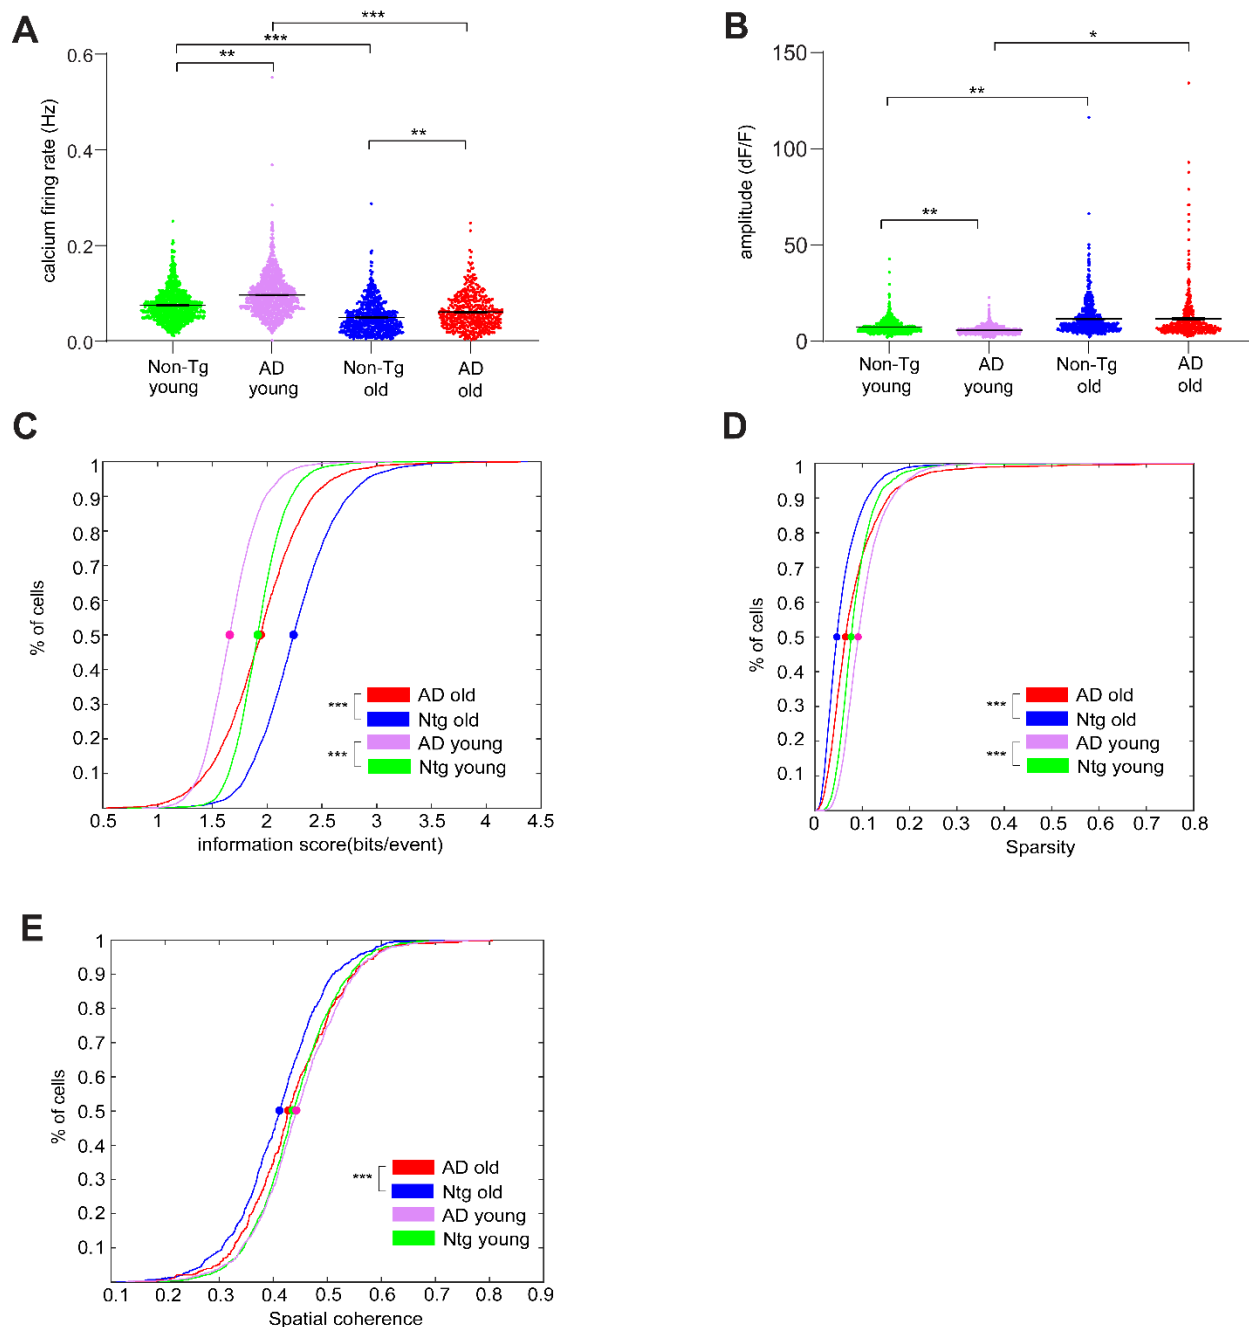 A
***
***
**
**
0.6
0.4
0.2
0.0
calcium firing rate (Hz)
Non-Tg
young
AD
young
Non-Tg
old
AD
old
B
*
**
**
150
100
50
0
amplitude (dF/F)
Non-Tg
young
AD
young
Non-Tg
old
AD
old
C
1
0.9
0.8
0.7
0.6
0.5
0.4
0.3
0.2
0.1
% of cells
*** AD old
Ntg old
*** AD young
Ntg young
0.5 1 1.5 2 2.5 3 3.5 4 4.5
information score(bits/event)
D
1
0.9
0.8
0.7
0.6
0.5
0.4
0.3
0.2
0.1
% of cells
*** AD old
Ntg old
*** AD young
Ntg young
0 0.1 0.2 0.3 0.4 0.5 0.6 0.7 0.8
Sparsity
E
1
0.9
0.8
0.7
0.6
0.5
0.4
0.3
0.2
0.1
% of cells
*** AD old
Ntg old
AD young
Ntg young
0.1 0.2 0.3 0.4 0.5 0.6 0.7 0.8 0.9
Spatial coherence